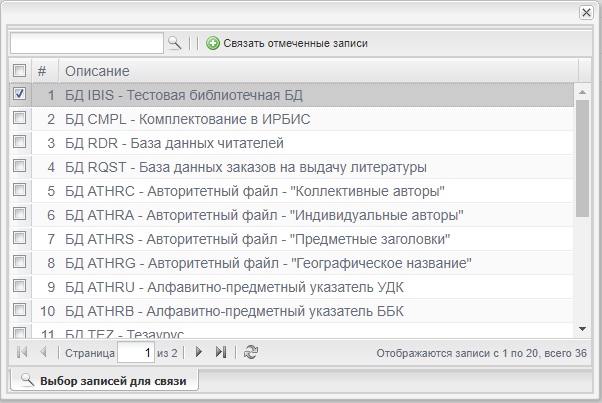 Связать отмеченные записи
# Описание
1 БД IBIS - Тестовая библиотечная БД
2 БД CMPL - Комплектование в ИРБИС
3 БД RDR - База данных читателей
4 БД RQST - База данных заказов на выдачу литературы
5 БД ATHRC - Авторитетный файл - "Коллективные авторы"
6 БД ATHRA - Авторитетный файл - "Индивидуальные авторы"
7 БД ATHRS - Авторитетный файл - "Предметные заголовки"
8 БД ATHRG - Авторитетный файл - "Географическое название"
9 БД ATHRU - Алфавитно-предметный указатель УДК
10 БД ATHRB - Алфавитно-предметный указатель ББК
11 БД TEZ - Тезаурус
Страница 1 из 2 Отображаются записи с 1 по 20, всего 36
Выбор записей для связи